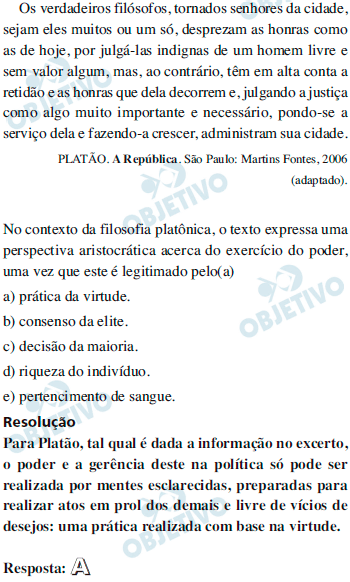 Os verdadeiros filósofos, tornados senhores da cidade,
sejam eles muitos ou um só, desprezam as honras como
as de hoje, por julgá-las indignas de um homem livre e
sem valor algum, mas, ao contrário, têm em alta conta a
retidão e as honras que dela decorrem e, julgando a justiça
como algo muito importante e necessário, pondo-se a
serviço dela e fazendo-a crescer, administram sua cidade.
PLATÃO. A República. São Paulo: Martins Fontes, 2006
(adaptado).
No contexto da filosofia platônica, o texto expressa uma
perspectiva aristocrática acerca do exercício do poder,
uma vez que este é legitimado pelo(a)
a) prática da virtude.
b) consenso da elite.
c) decisão da maioria.
d) riqueza do indivíduo.
e) pertencimento de sangue.
Resolução
Para Platão, tal qual é dada a informação no excerto,
o poder e a gerência deste na política só pode ser
realizada por mentes esclarecidas, preparadas para
realizar atos em prol dos demais e livre de vícios de
desejos: uma prática realizada com base na virtude.
Resposta: A
OBJETIVO
OBJETIVO
OBJETIVO
OBJETIVO
OBJETIVO
OBJETIVO
OBJETIVO